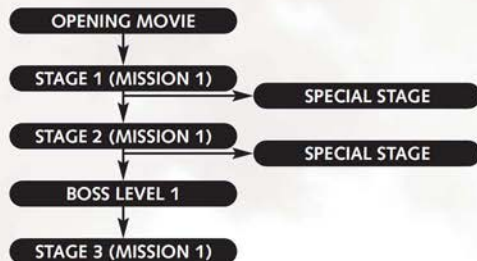 OPENING MOVIE
STAGE 1 (MISSION 1)
SPECIAL STAGE
STAGE 2 (MISSION 1)
SPECIAL STAGE
BOSS LEVEL 1
STAGE 3 (MISSION 1)